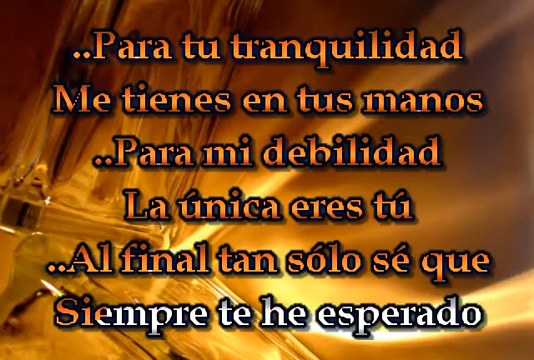 ..Para tu tranquilidad
Me tienes en tus manos
..Para mi debilidad
La única eres tú
..Al final tan sólo sé que
Siempre te he esperado